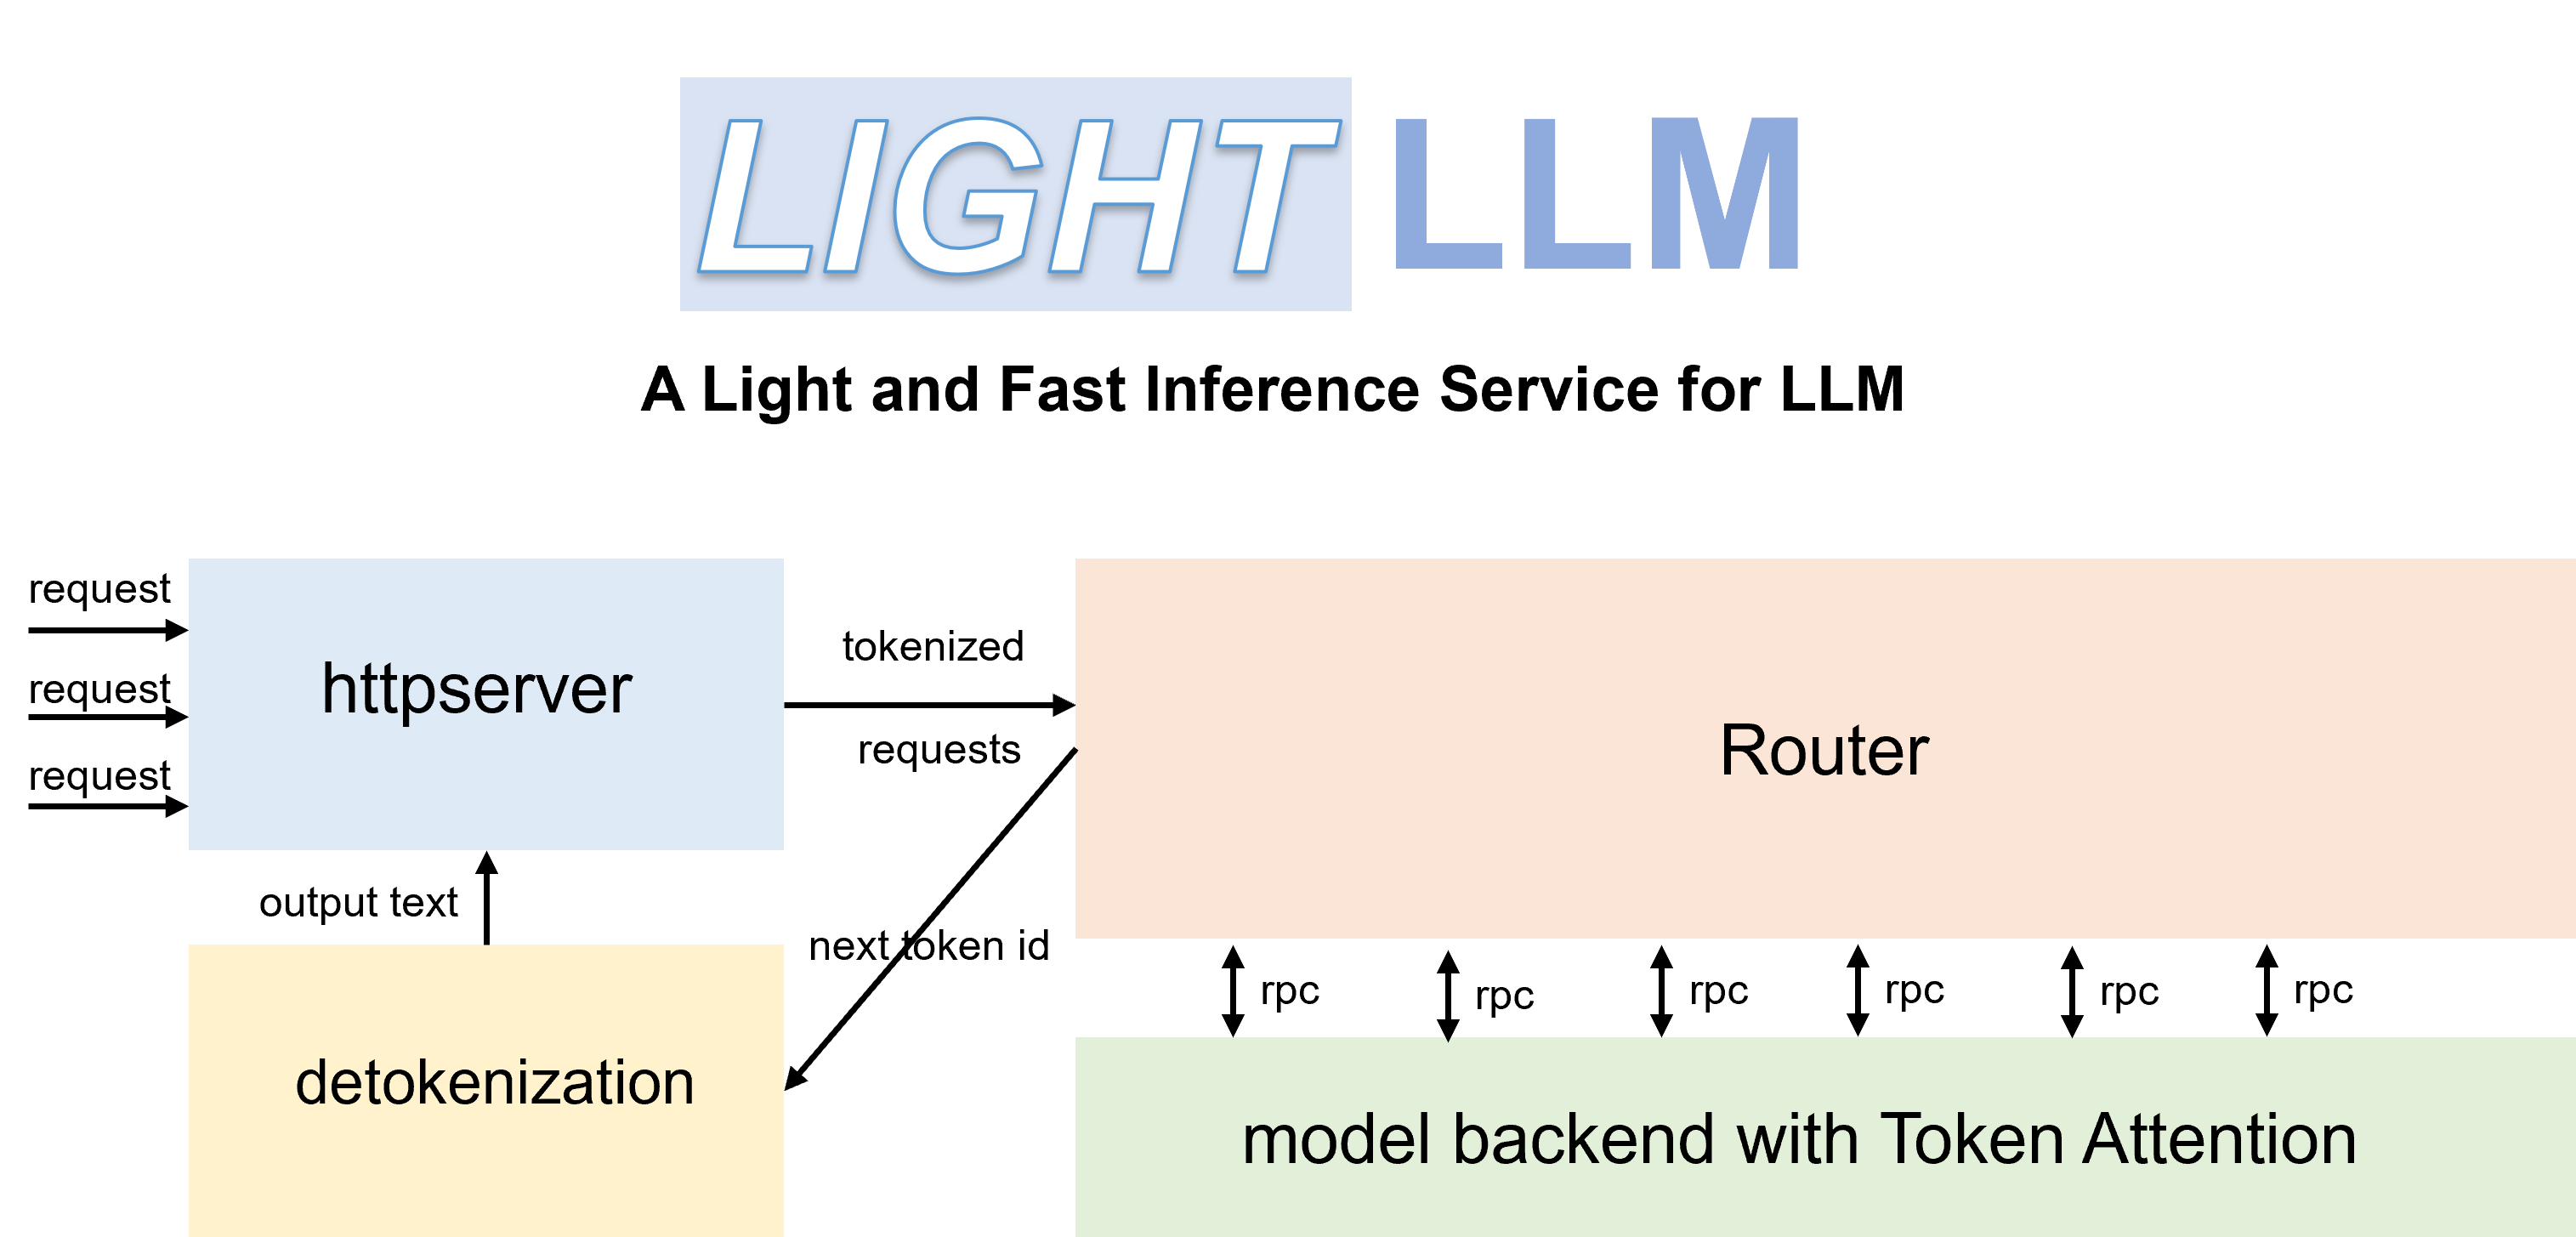 LIGHT LLM
A Light and Fast Inference Service for LLM
request
request
request
httpserver
tokenized
requests
Router
output text
next token id
rpc
rpc
rpc
rpc
rpc
rpc
detokenization
model backend with Token Attention